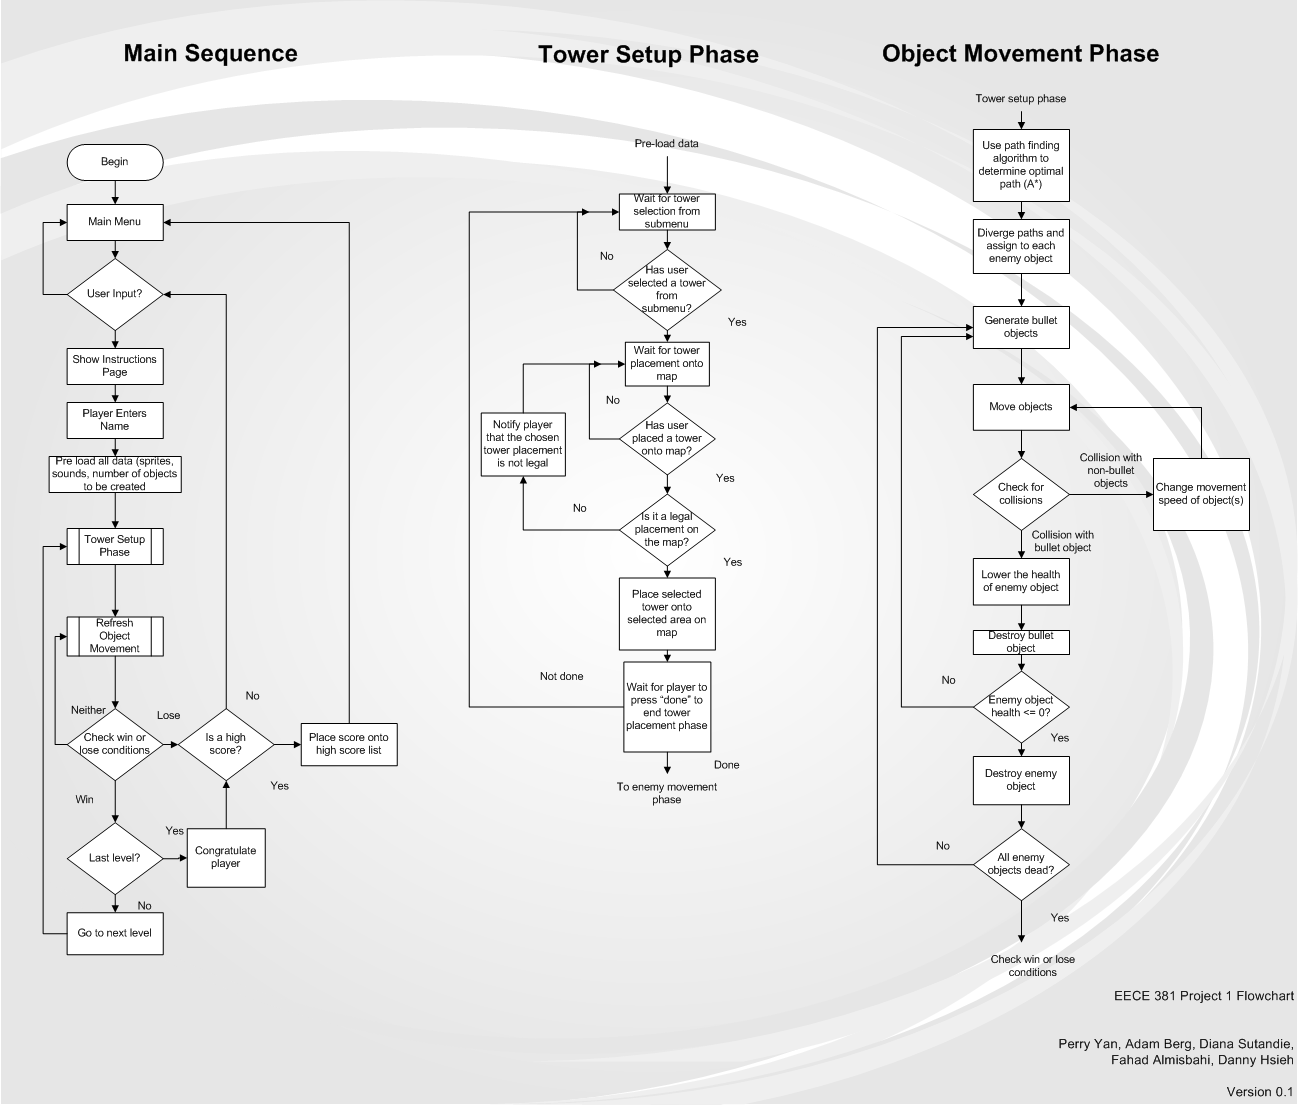 Main Sequence
Begin
Main Menu
User Input?
Show Instructions
Page
Player Enters
Name
Pre load all data (sprites,
sounds, number of objects
to be created
Tower Setup
Phase
Refresh
Object
Movement
Neither
Lose
No
Check win or
lose conditions
Is a high
score?
Place score onto
high score list
Win
Yes
Yes
Last level?
Congratulate
player
No
Go to next level
Tower Setup Phase
Pre-load data
Wait for tower
selection from
submenu
No
Has user
selected a tower
from
submenu?
Yes
Wait for tower
placement onto
map
No
Notify player
that the chosen
tower placement
is not legal
Has user
placed a tower
onto map?
Yes
No
Is it a legal
placement on
the map?
Yes
Place selected
tower onto
selected area on
map
Not done
Wait for player to
press “done” to
end tower
placement phase
Done
To enemy movement
phase
Object Movement Phase
Tower setup phase
Use path finding
algorithm to
determine optimal
path (A*)
Diverge paths and
assign to each
enemy object
Generate bullet
objects
Move objects
Collision with
non-bullet
objects
Check for
collisions
Change movement
speed of object(s)
Collision with
bullet object
Lower the health
of enemy object
Destroy bullet
object
No
Enemy object
health <= 0?
Yes
Destroy enemy
object
No
All enemy
objects dead?
Yes
Check win or lose
conditions
EECE 381 Project 1 Flowchart
Perry Yan, Adam Berg, Diana Sutandie,
Fahad Almisbahi, Danny Hsieh
Version 0.1